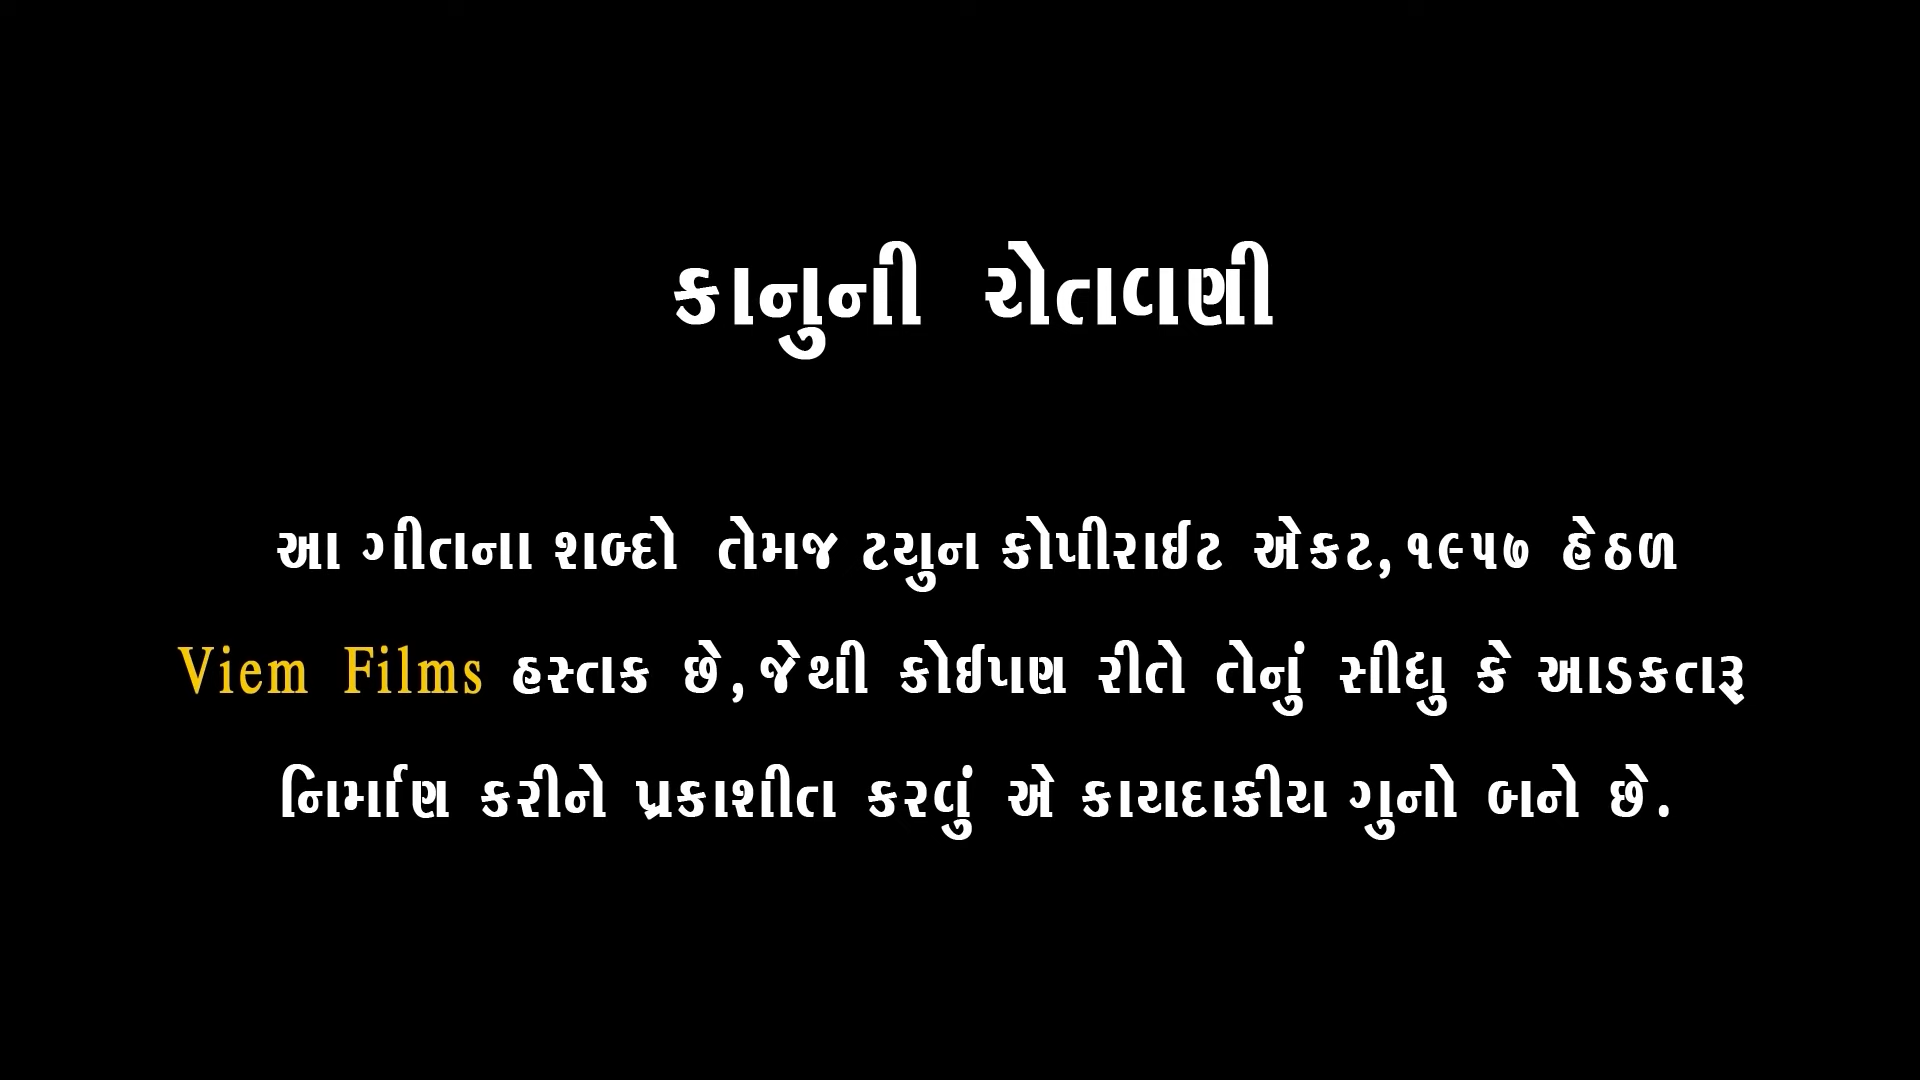 કાનુની ચેતવણી
આ ગીતના શબ્દો તેમજ ટયુન કોપીરાઈટ એકટ,૧૯૫૭ હેઠળ
Viem Films હસ્તક છે,જેથી કોઈપણ રીતે તેનું સીધુ કે આડકતરૂ
નિર્માણ કરીને પ્રકાશીત કરવું એ કાયદાકીય ગુનો બને છે.